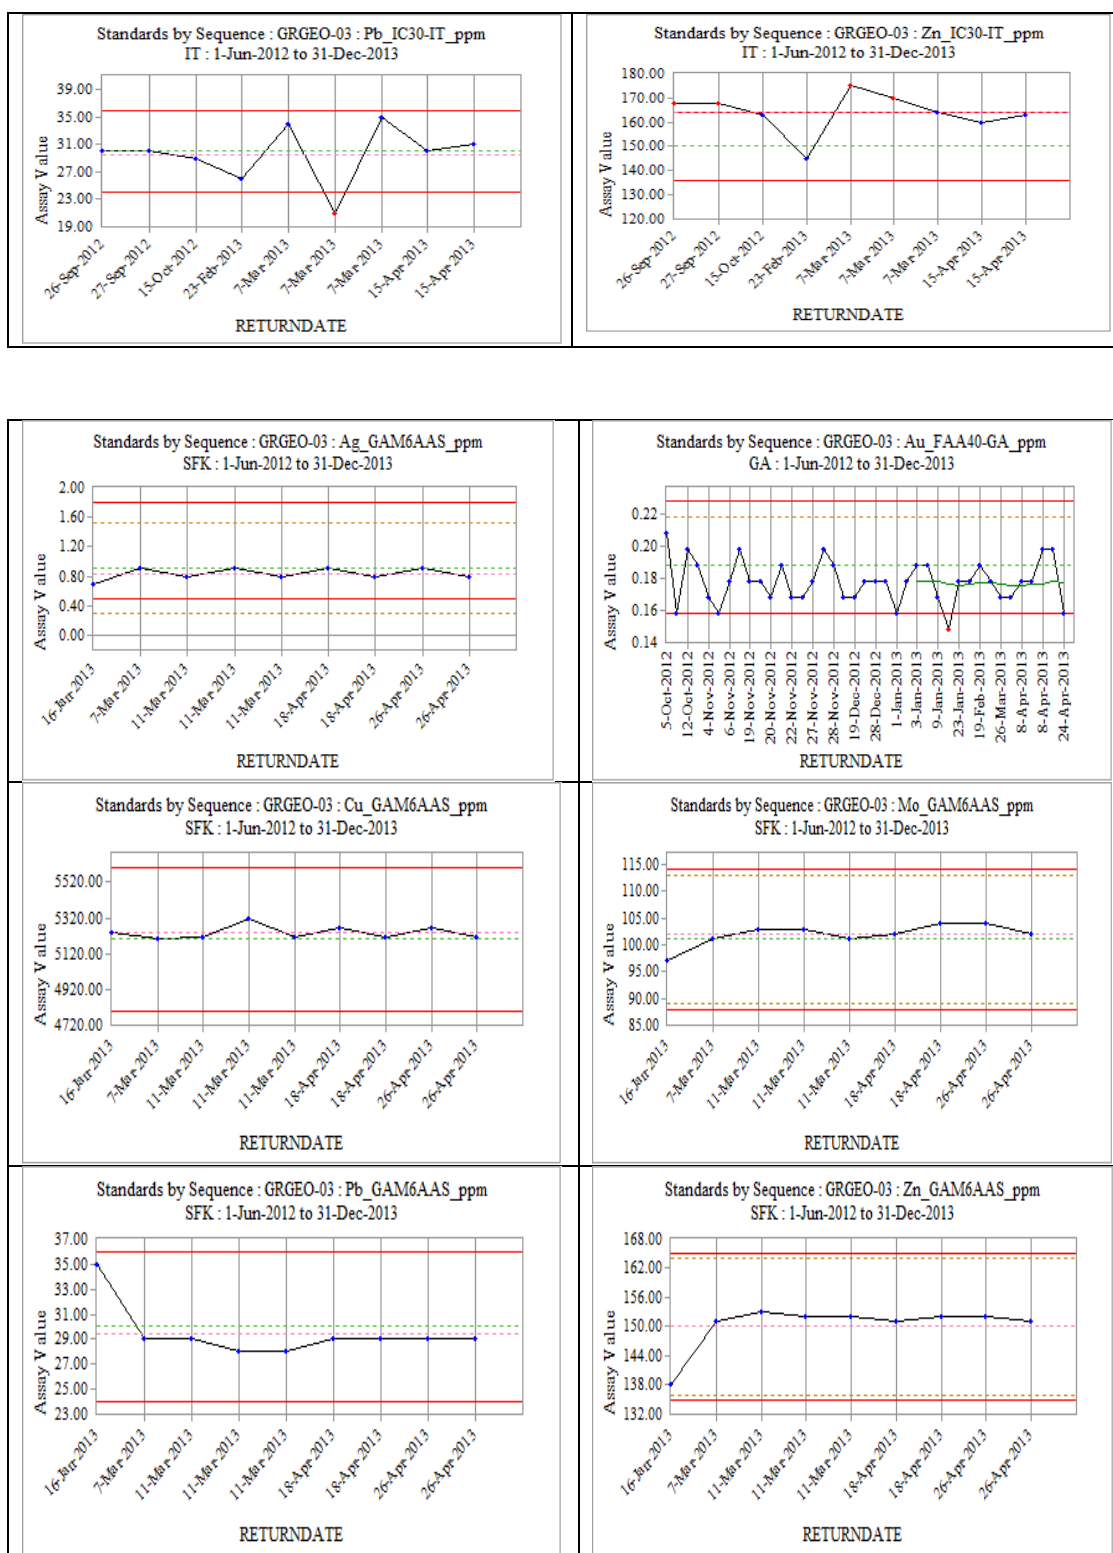 Standards by Sequence : GRGEO-03 : Pb_IC30-IT_ppm
IT : 1-Jun-2012 to 31-Dec-2013
Assay Value
39.00
35.00
31.00
27.00
23.00
19.00
26-Sep-2012
27-Sep-2012
15-Oct-2012
23-Feb-2013
7-Mar-2013
7-Mar-2013
7-Mar-2013
15-Apr-2013
15-Apr-2013
RETURNDATE
Standards by Sequence : GRGEO-03 : Zn_IC30-IT_ppm
IT : 1-Jun-2012 to 31-Dec-2013
Assay Value
180.00
170.00
160.00
150.00
140.00
130.00
120.00
26-Sep-2012
27-Sep-2012
15-Oct-2012
23-Feb-2013
7-Mar-2013
7-Mar-2013
7-Mar-2013
15-Apr-2013
15-Apr-2013
RETURNDATE
Standards by Sequence : GRGEO-03 : Ag_GAM6AAS_ppm
SFK : 1-Jun-2012 to 31-Dec-2013
Assay Value
2.00
1.60
1.20
0.80
0.40
0.00
16-Jan-2013
7-Mar-2013
11-Mar-2013
11-Mar-2013
11-Mar-2013
18-Apr-2013
18-Apr-2013
26-Apr-2013
26-Apr-2013
RETURNDATE
Standards by Sequence : GRGEO-03 : Au_FAA40-GA_ppm
GA : 1-Jun-2012 to 31-Dec-2013
Assay Value
0.22
0.20
0.18
0.16
0.14
5-Oct-2012
12-Oct-2012
4-Nov-2012
6-Nov-2012
19-Nov-2012
20-Nov-2012
22-Nov-2012
27-Nov-2012
28-Nov-2012
19-Dec-2012
28-Dec-2012
1-Jan-2013
3-Jan-2013
9-Jan-2013
23-Jan-2013
19-Feb-2013
26-Mar-2013
8-Apr-2013
8-Apr-2013
24-Apr-2013
RETURNDATE
Standards by Sequence : GRGEO-03 : Cu_GAM6AAS_ppm
SFK : 1-Jun-2012 to 31-Dec-2013
Assay Value
5520.00
5320.00
5120.00
4920.00
4720.00
16-Jan-2013
7-Mar-2013
11-Mar-2013
11-Mar-2013
11-Mar-2013
18-Apr-2013
18-Apr-2013
26-Apr-2013
26-Apr-2013
RETURNDATE
Standards by Sequence : GRGEO-03 : Mo_GAM6AAS_ppm
SFK : 1-Jun-2012 to 31-Dec-2013
Assay Value
115.00
110.00
105.00
100.00
95.00
90.00
85.00
16-Jan-2013
7-Mar-2013
11-Mar-2013
11-Mar-2013
11-Mar-2013
18-Apr-2013
18-Apr-2013
26-Apr-2013
26-Apr-2013
RETURNDATE
Standards by Sequence : GRGEO-03 : Pb_GAM6AAS_ppm
SFK : 1-Jun-2012 to 31-Dec-2013
Assay Value
37.00
35.00
33.00
31.00
29.00
27.00
25.00
23.00
16-Jan-2013
7-Mar-2013
11-Mar-2013
11-Mar-2013
11-Mar-2013
18-Apr-2013
18-Apr-2013
26-Apr-2013
26-Apr-2013
RETURNDATE
Standards by Sequence : GRGEO-03 : Zn_GAM6AAS_ppm
SFK : 1-Jun-2012 to 31-Dec-2013
Assay Value
168.00
162.00
156.00
150.00
144.00
138.00
132.00
16-Jan-2013
7-Mar-2013
11-Mar-2013
11-Mar-2013
11-Mar-2013
18-Apr-2013
18-Apr-2013
26-Apr-2013
26-Apr-2013
RETURNDATE